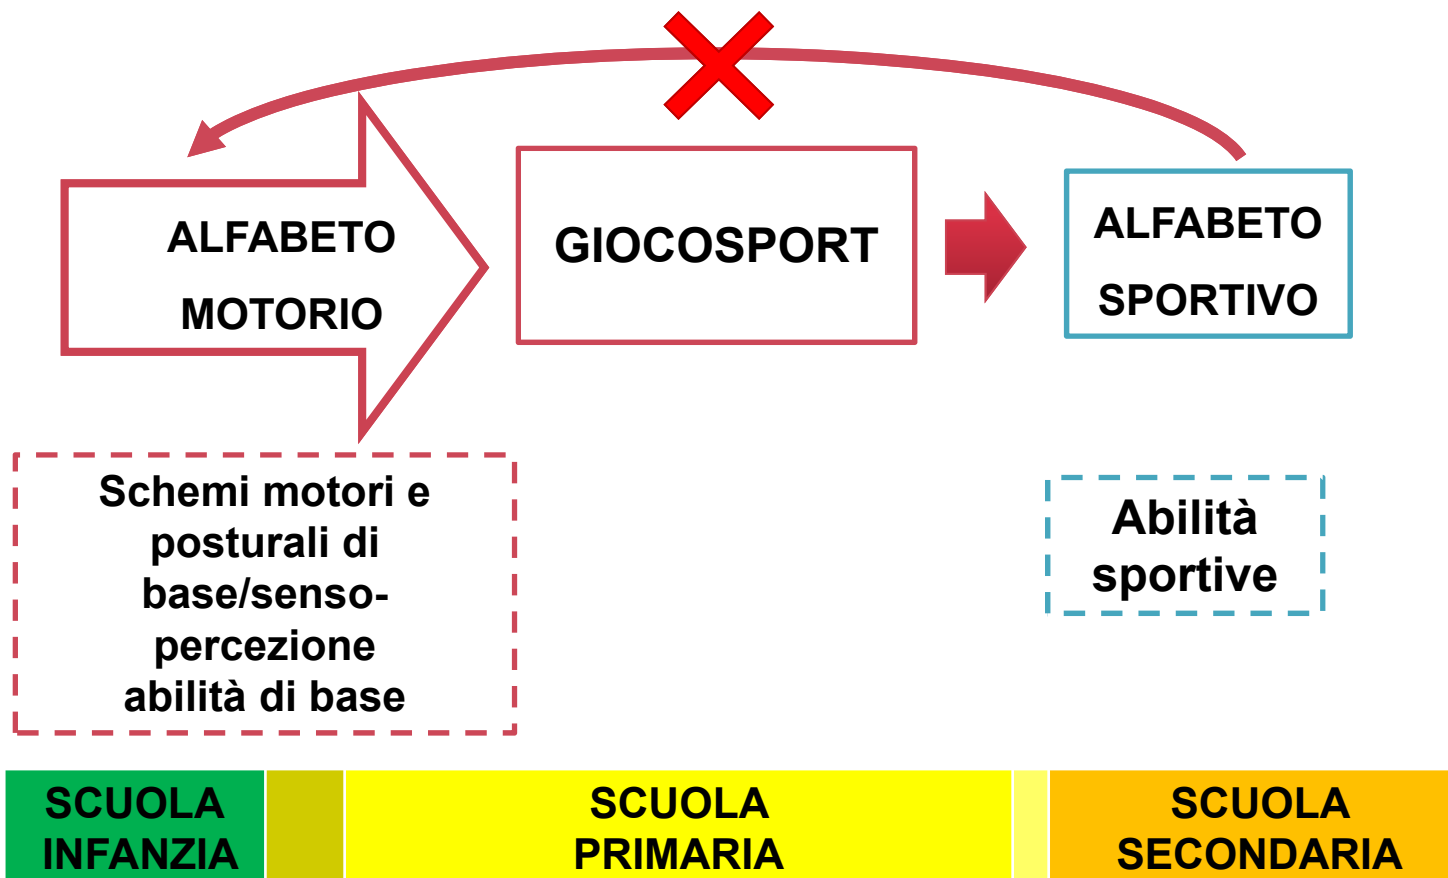 ALFABETO
MOTORIO
GIOCOSPORT
ALFABETO
SPORTIVO
Schemi motori e
posturali di
base/senso-
percezione
abilità di base
Abilità
sportive
SCUOLA
INFANZIA
SCUOLA
PRIMARIA
SCUOLA
SECONDARIA